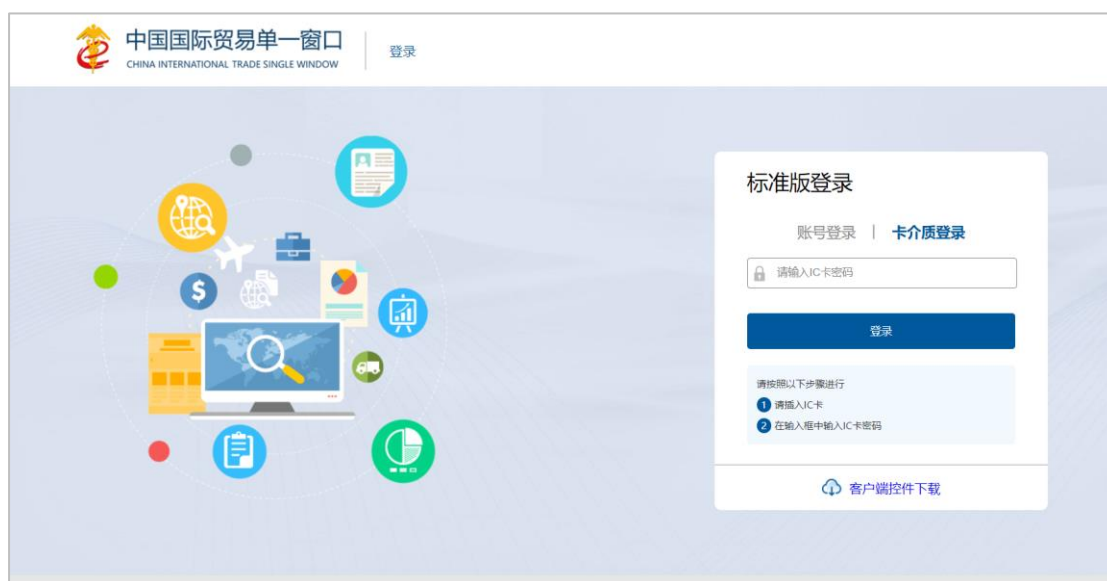 中国国际贸易单一窗口
CHINA INTERNATIONAL TRADE SINGLE WINDOW
登录
标准版登录
账号登录 | 卡介质登录
请输入IC卡密码
登录
请按照以下步骤进行
1 请插入IC卡
2 在输入框中输入IC卡密码
客户端控件下载